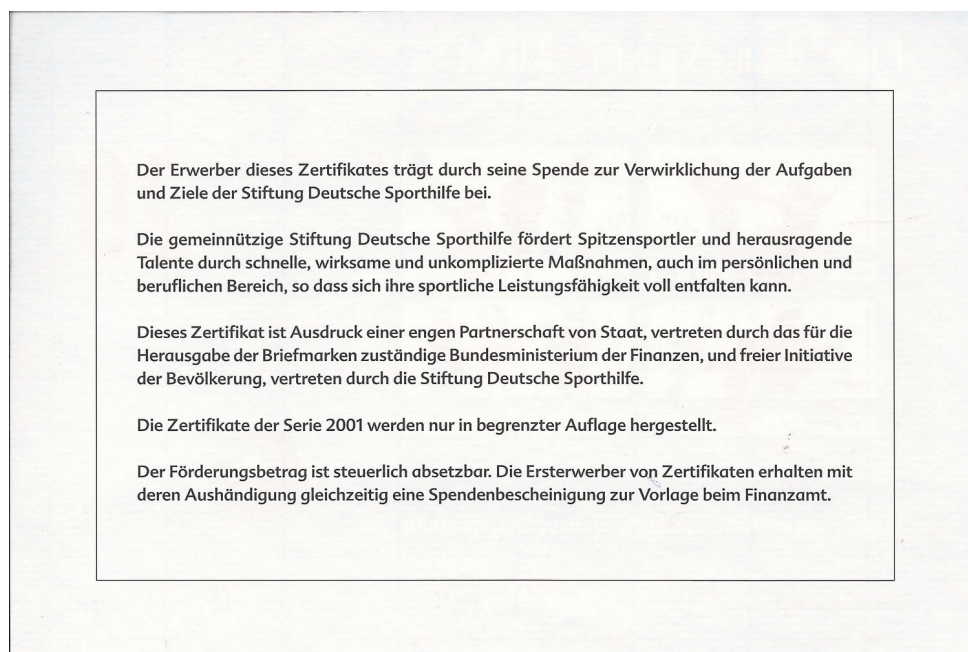 Der Erwerber dieses Zertifikates trägt durch seine Spende zur Verwirklichung der Aufgaben
und Ziele der Stiftung Deutsche Sporthilfe bei.
Die gemeinnützige Stiftung Deutsche Sporthilfe fördert Spitzensportler und herausragende
Talente durch schnelle, wirksame und unkomplizierte Maßnahmen, auch im persönlichen und
beruflichen Bereich, so dass sich ihre sportliche Leistungsfähigkeit voll entfalten kann.
Dieses Zertifikat ist Ausdruck einer engen Partnerschaft von Staat, vertreten durch das für die
Herausgabe der Briefmarken zuständige Bundesministerium der Finanzen, und freier Initiative
der Bevölkerung, vertreten durch die Stiftung Deutsche Sporthilfe.
Die Zertifikate der Serie 2001 werden nur in begrenzter Auflage hergestellt.
Der Förderungsbetrag ist steuerlich absetzbar. Die Ersterwerber von Zertifikaten erhalten mit
deren Aushändigung gleichzeitig eine Spendenbescheinigung zur Vorlage beim Finanzamt.